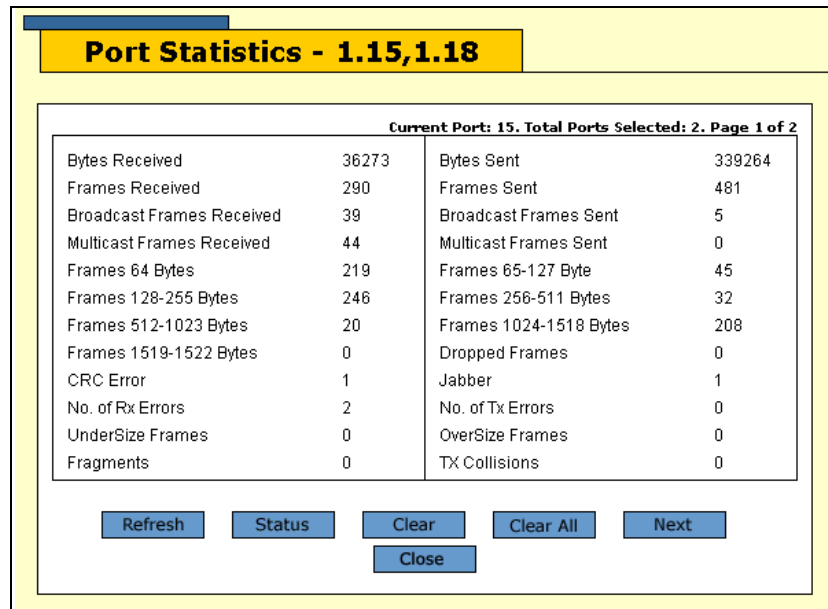 Port Statistics - 1.15,1.18
Current Port: 15. Total Ports Selected: 2. Page 1 of 2
Bytes Received 36273 Bytes Sent 339264
Frames Received 290 Frames Sent 481
Broadcast Frames Received 39 Broadcast Frames Sent 5
Multicast Frames Received 44 Multicast Frames Sent 0
Frames 64 Bytes 219 Frames 65-127 Byte 45
Frames 128-255 Bytes 246 Frames 256-511 Bytes 32
Frames 512-1023 Bytes 20 Frames 1024-1518 Bytes 208
Frames 1519-1522 Bytes 0 Dropped Frames 0
CRC Error 1 Jabber 1
No. of Rx Errors 2 No. of Tx Errors 0
UnderSize Frames 0 OverSize Frames 0
Fragments 0 TX Collisions 0
Refresh Status Clear Clear All Next
Close